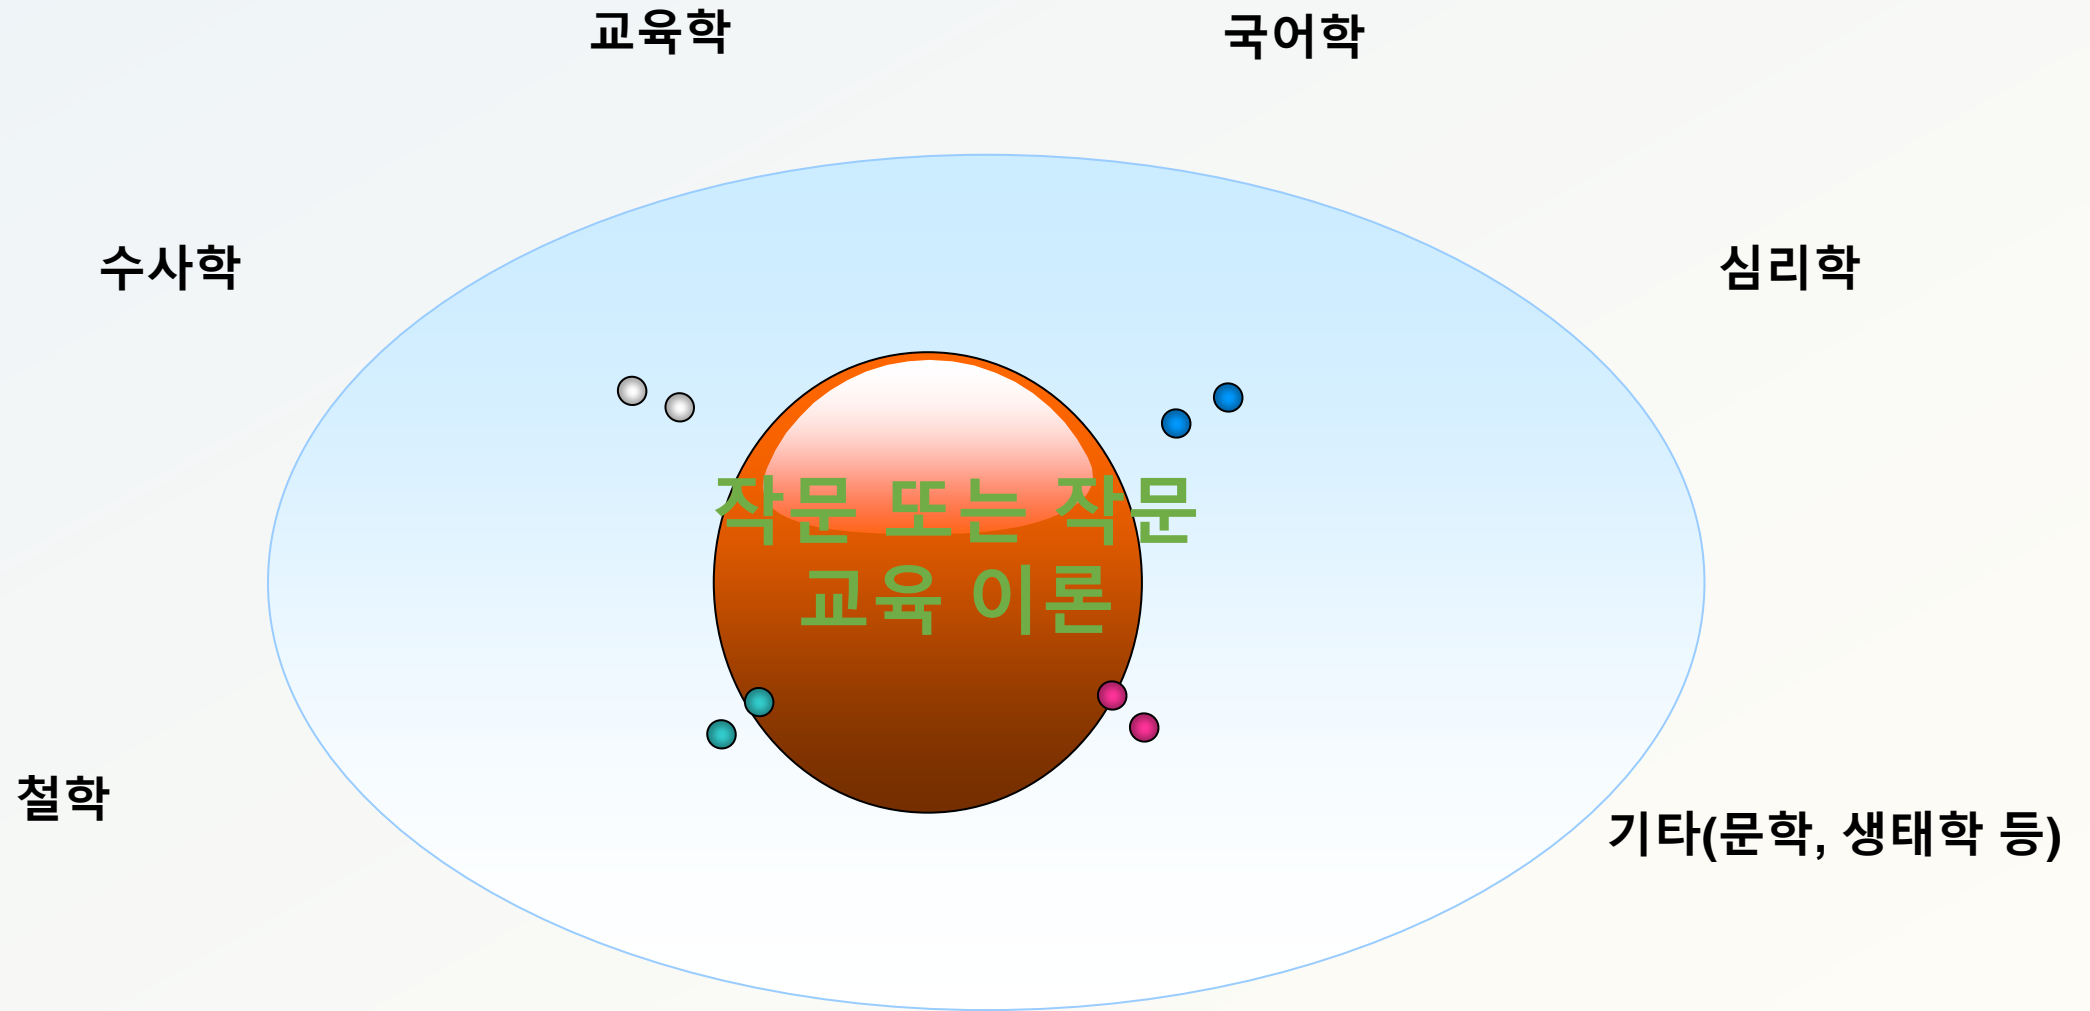 교육학
국어학
수사학
심리학
작문 또는 작문
교육 이론
철학
기타(문학, 생태학 등)